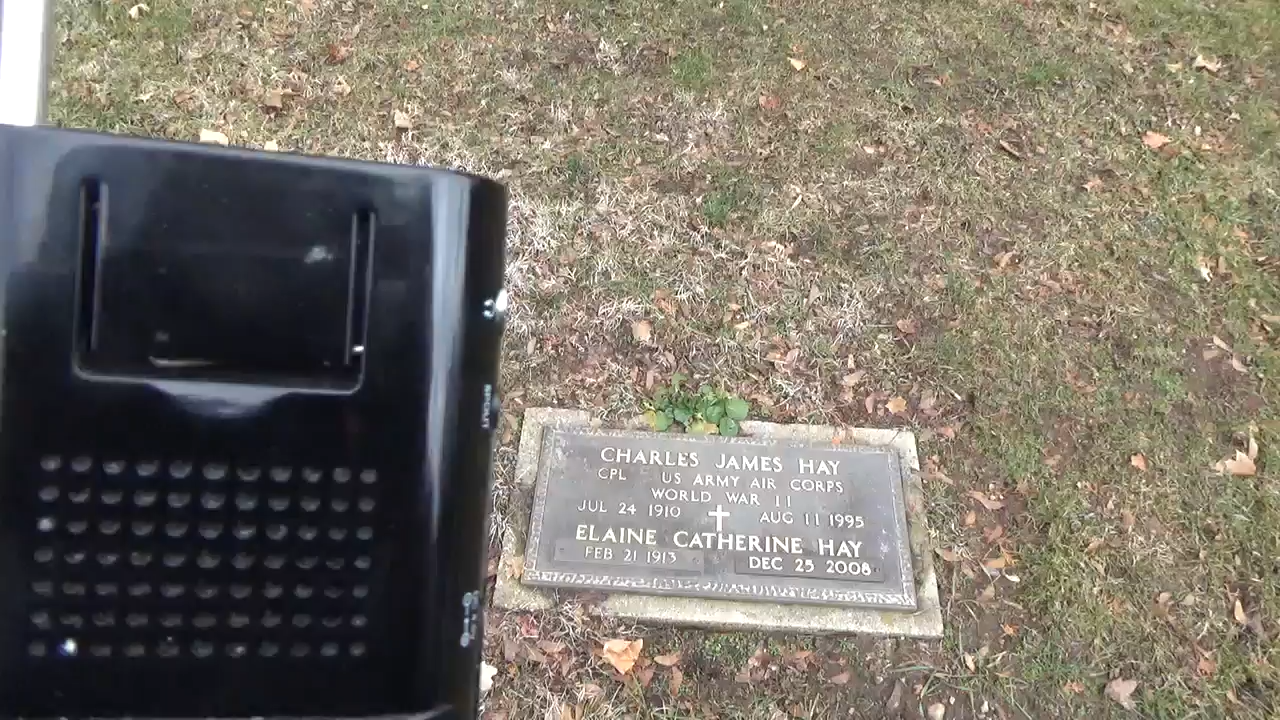 CHARLES JAMES HAY
CPL US ARMY AIR CORPS
WORLD WAR II
JUL 24 1910 AUG 11 1995
ELAINE CATHERINE HAY
FEB 21 1913 DEC 25 2008